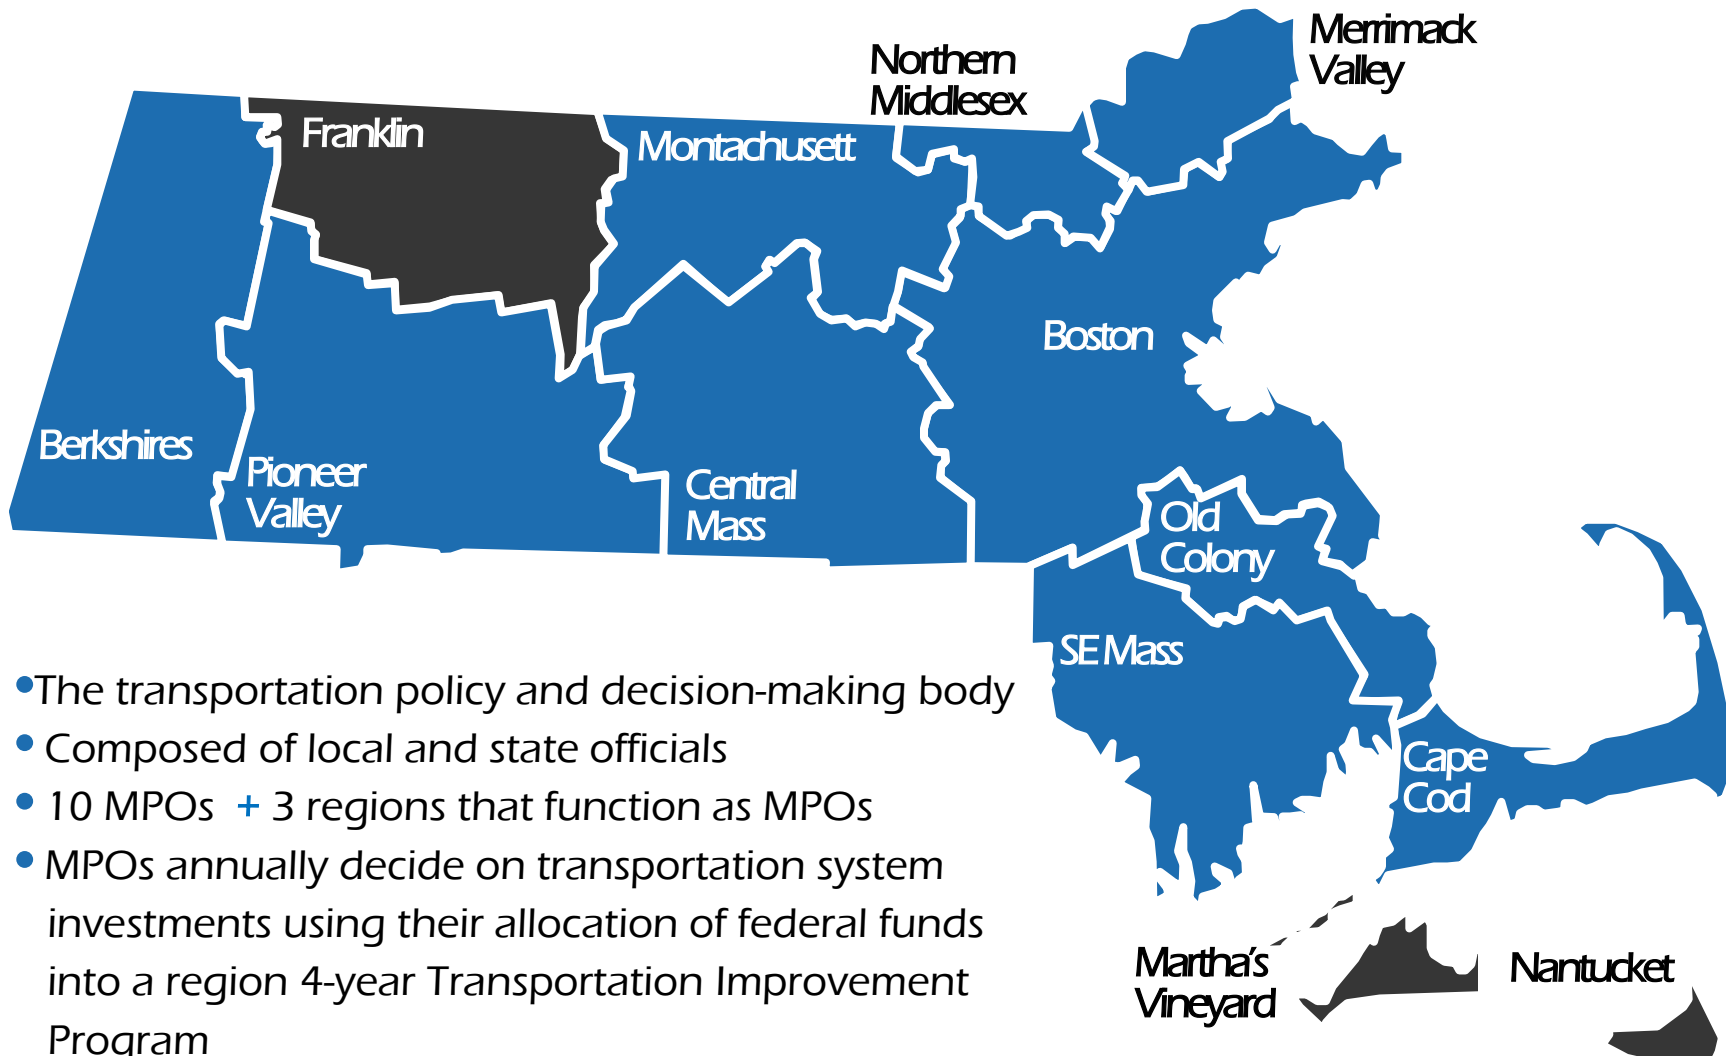 Merrimack
Valley
Northern
Middlesex
Franklin
Montachusett
Boston
Berkshires
Pioneer
Valley
Central
Mass
Old
Colony
SE Mass
Cape
Cod
Martha's
Vineyard
Nantucket
•The transportation policy and decision-making body
• Composed of local and state officials
• 10 MPOs + 3 regions that function as MPOs
• MPOs annually decide on transportation system
investments using their allocation of federal funds
into a region 4-year Transportation Improvement
Program